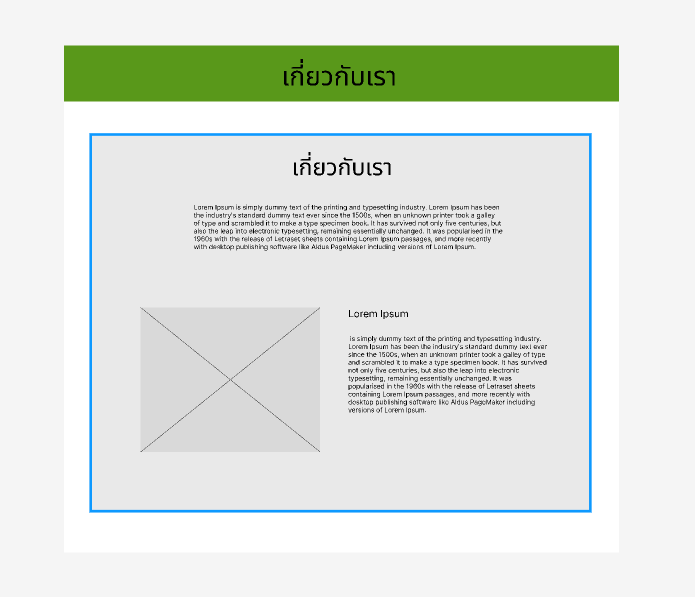 เกี่ยวกับเรา
เกี่ยวกับเรา
Lorem Ipsum is simply dummy text of the printing and typesetting industry. Lorem Ipsum has been
the industry's standard dummy text ever since the 1500s, when an unknown printer took a galley
of type and scrambled it to make a type specimen book. It has survived not only five centuries, but
also the leap into electronic typesetting, remaining essentially unchanged. It was popularised in the
1960s with the release of Letraset sheets containing Lorem Ipsum passages, and more recently
with desktop publishing software like Aldus PageMaker including versions of Lorem Ipsum.
Lorem Ipsum
is simply dummy text of the printing and typesetting industry.
Lorem Ipsum has been the industry's standard dummy text ever
since the 1500s, when an unknown printer took a galley of type
and scrambled it to make a type specimen book. It has survived
not only five centuries, but also the leap into electronic
typesetting, remaining essentially unchanged. It was
popularised in the 1960s with the release of Letraset sheets
containing Lorem Ipsum passages, and more recently with
desktop publishing software like Aldus PageMaker including
versions of Lorem Ipsum.